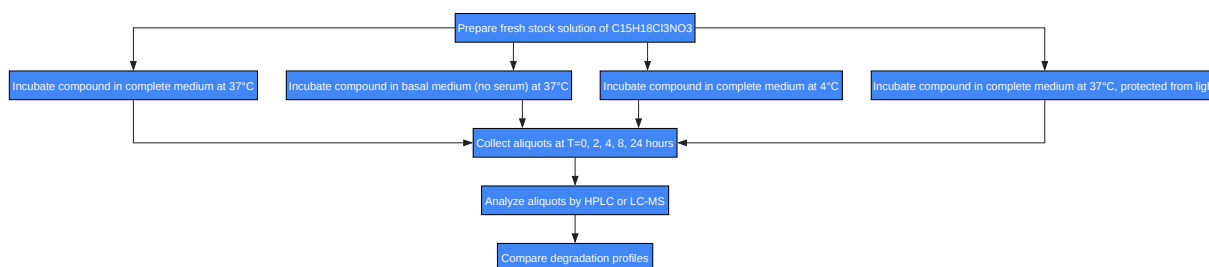 Prepare fresh stock solution of C15H18Cl3NO3
Incubate compound in complete medium at 37°C
Incubate compound in basal medium (no serum) at 37°C
Incubate compound in complete medium at 4°C
Incubate compound in complete medium at 37°C, protected from lig
Collect aliquots at T=0, 2, 4, 8, 24 hours
Analyze aliquots by HPLC or LC-MS
Compare degradation profiles